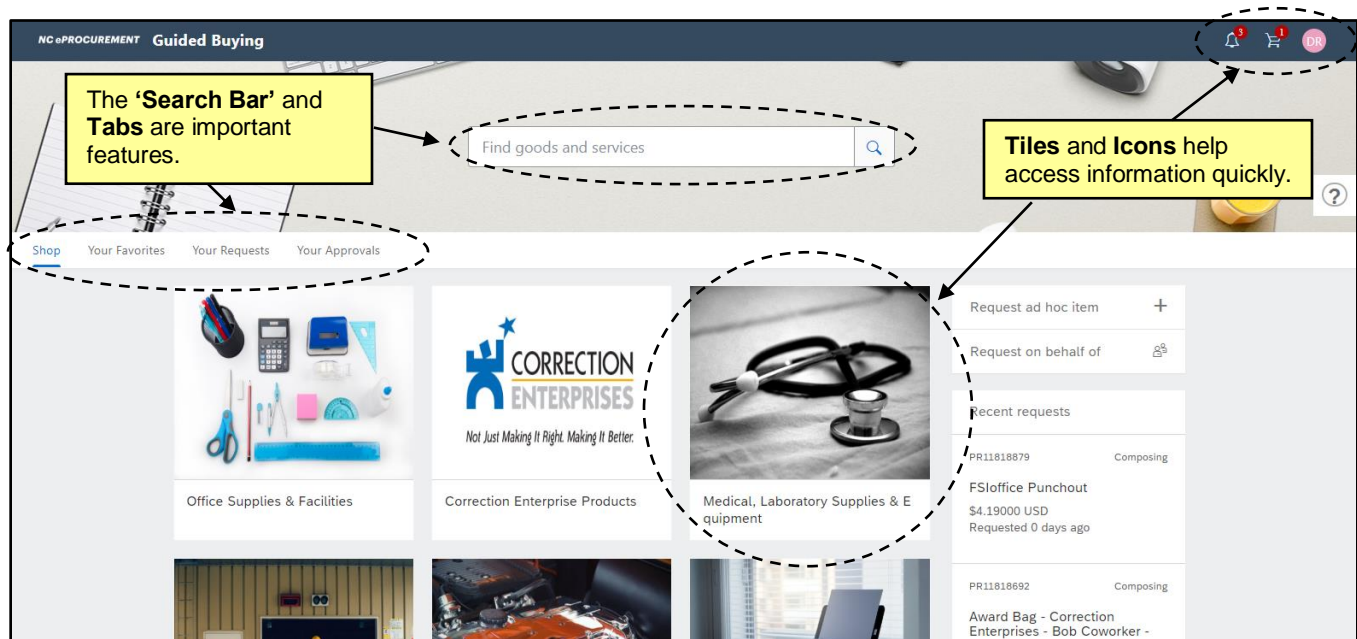 NC ePROCUREMENT Guided Buying
3
1
DR
The 'Search Bar' and
Tabs are important
features.
Find goods and services
Tiles and Icons help
access information quickly.
?
Shop
Your Favorites
Your Requests
Your Approvals
CORRECTION
ENTERPRISES
Not Just Making It Right. Making It Better.
Office Supplies & Facilities
Correction Enterprise Products
Medical, Laboratory Supplies & E
quipment
Request ad hoc item
Request on behalf of
Recent requests
PR11818879 Composing
FSIoffice Punchout
$4.19000 USD
Requested 0 days ago
PR11818692 Composing
Award Bag - Correction
Enterprises - Bob Coworker -